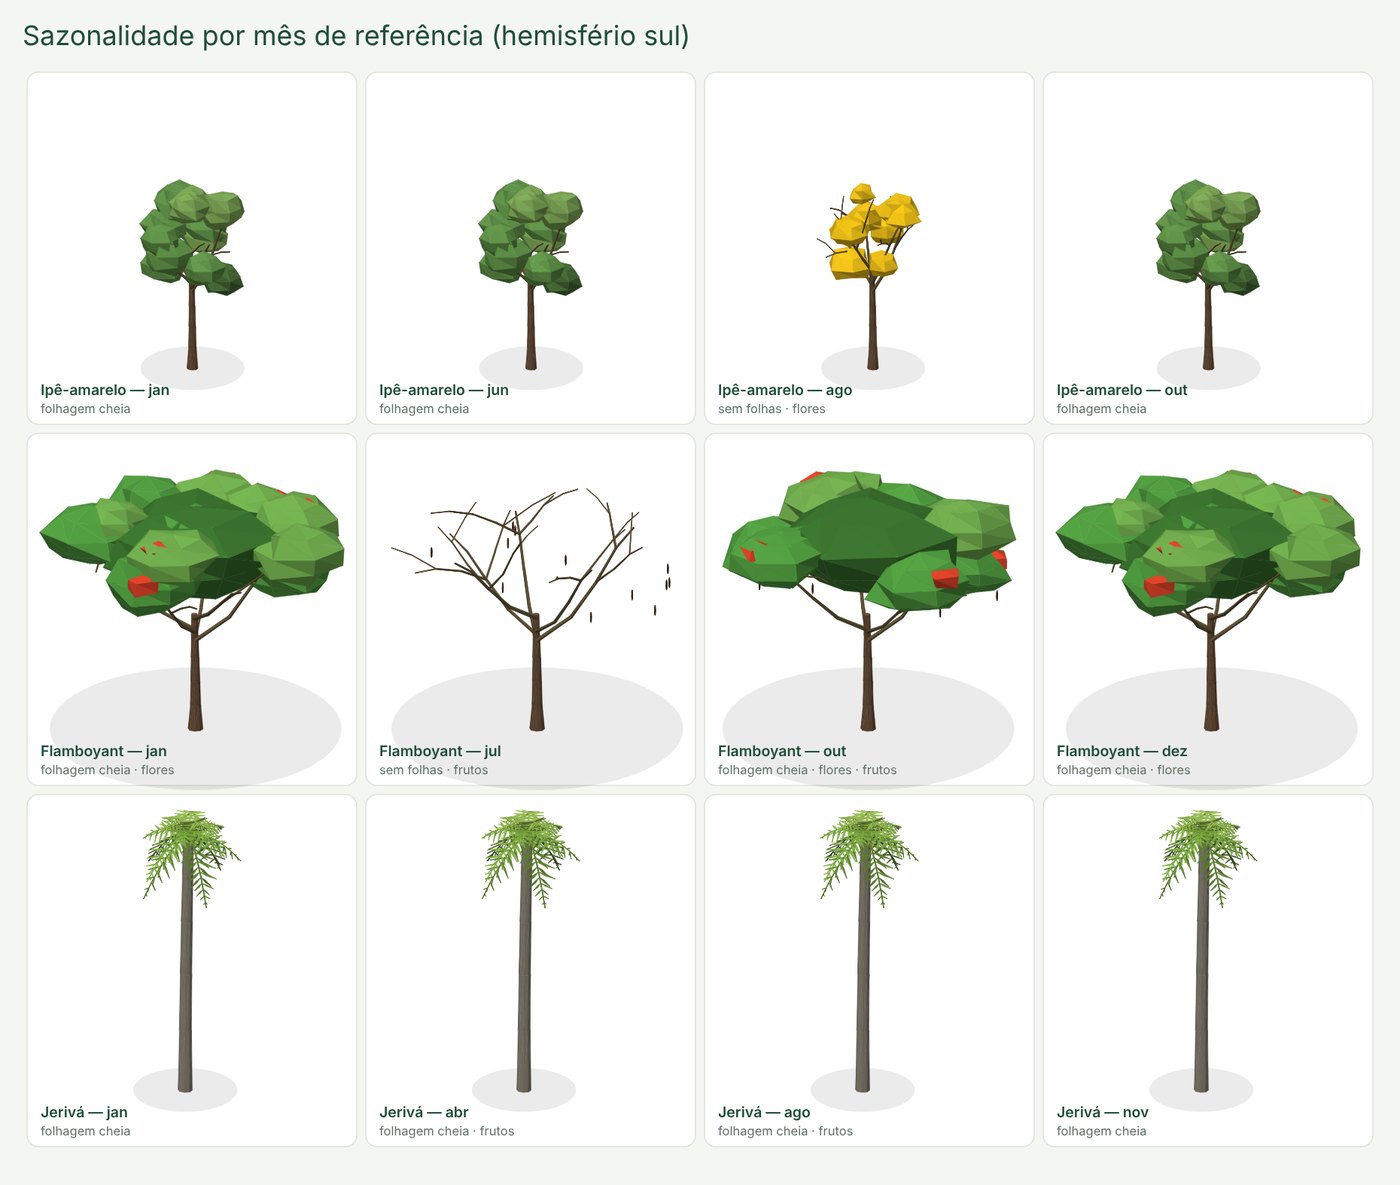 Sazonalidade por mês de referência (hemisfério sul)
Ipê-amarelo — jan
folhagem cheia
Ipê-amarelo — jun
folhagem cheia
Ipê-amarelo — ago
sem folhas · flores
Ipê-amarelo — out
folhagem cheia
Flamboyant — jan
folhagem cheia · flores
Flamboyant — jul
sem folhas · frutos
Flamboyant — out
folhagem cheia · flores · frutos
Flamboyant — dez
folhagem cheia · flores
Jerivá — jan
folhagem cheia
Jerivá — abr
folhagem cheia · frutos
Jerivá — ago
folhagem cheia · frutos
Jerivá — nov
folhagem cheia